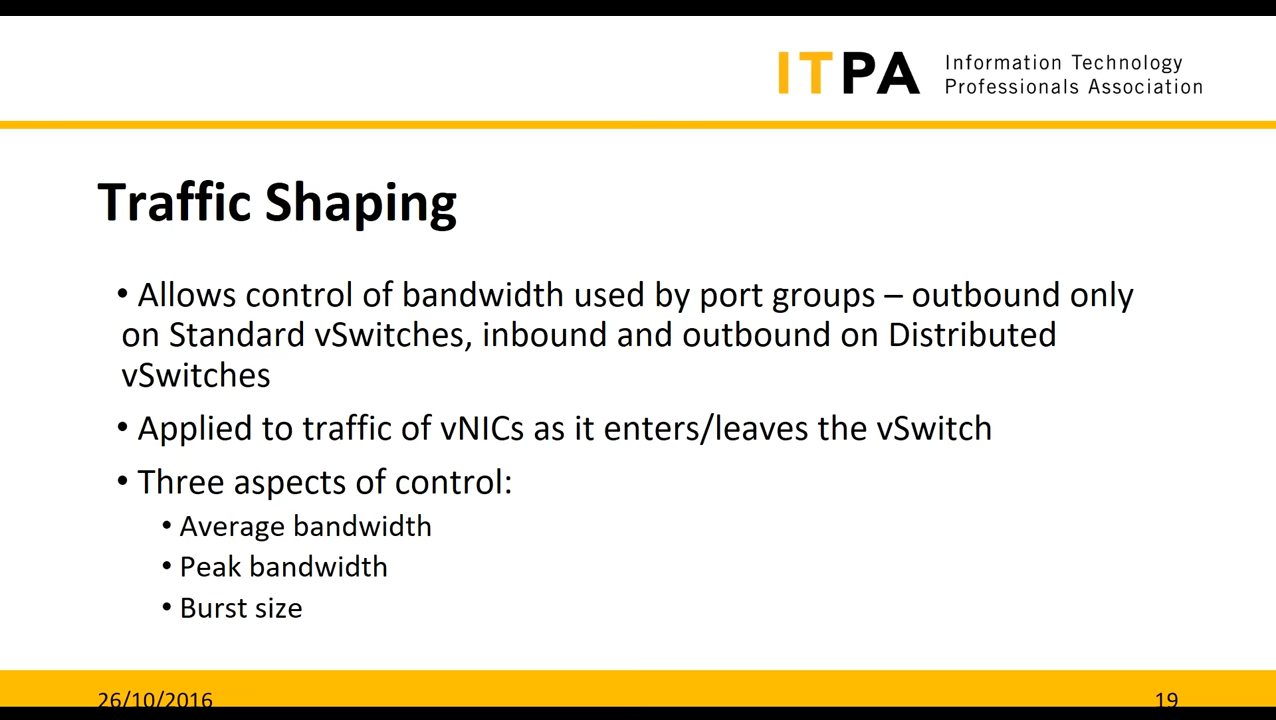 ITPA
Information Technology
Professionals Association
Traffic Shaping
• Allows control of bandwidth used by port groups – outbound only
on Standard vSwitches, inbound and outbound on Distributed
vSwitches
• Applied to traffic of vNICs as it enters/leaves the vSwitch
• Three aspects of control:
• Average bandwidth
• Peak bandwidth
• Burst size
26/10/2016
19